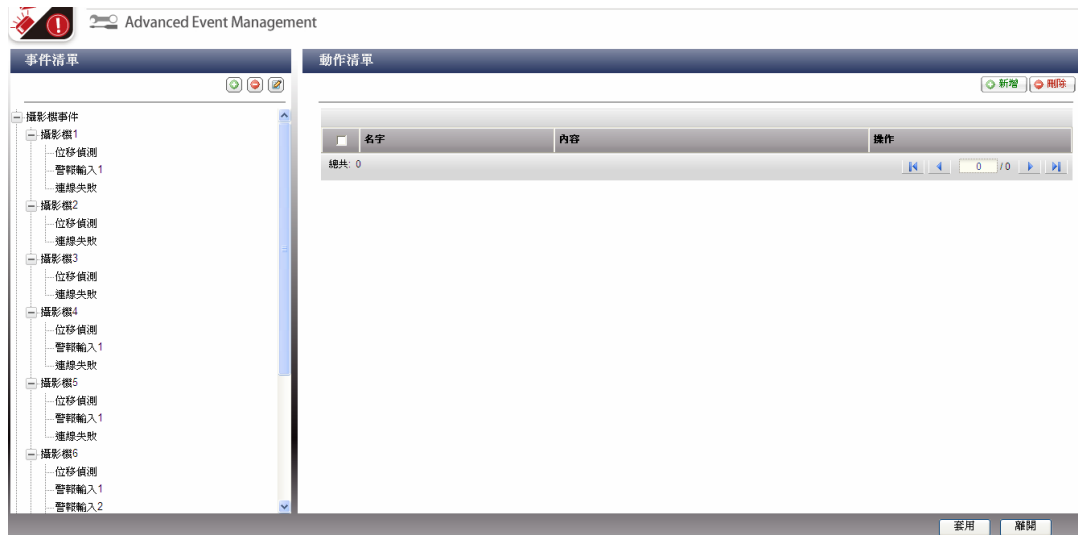 Advanced Event Management
事件清單
動作清單
新增 刪除
攝影機事件
攝影機1
位移偵測
警報輸入1
連線失敗
攝影機2
位移偵測
連線失敗
攝影機3
位移偵測
連線失敗
攝影機4
位移偵測
警報輸入1
連線失敗
攝影機5
位移偵測
警報輸入1
連線失敗
攝影機6
位移偵測
警報輸入1
警報輸入2
名字 內容 操作
總共: 0
0 / 0
套用 離開